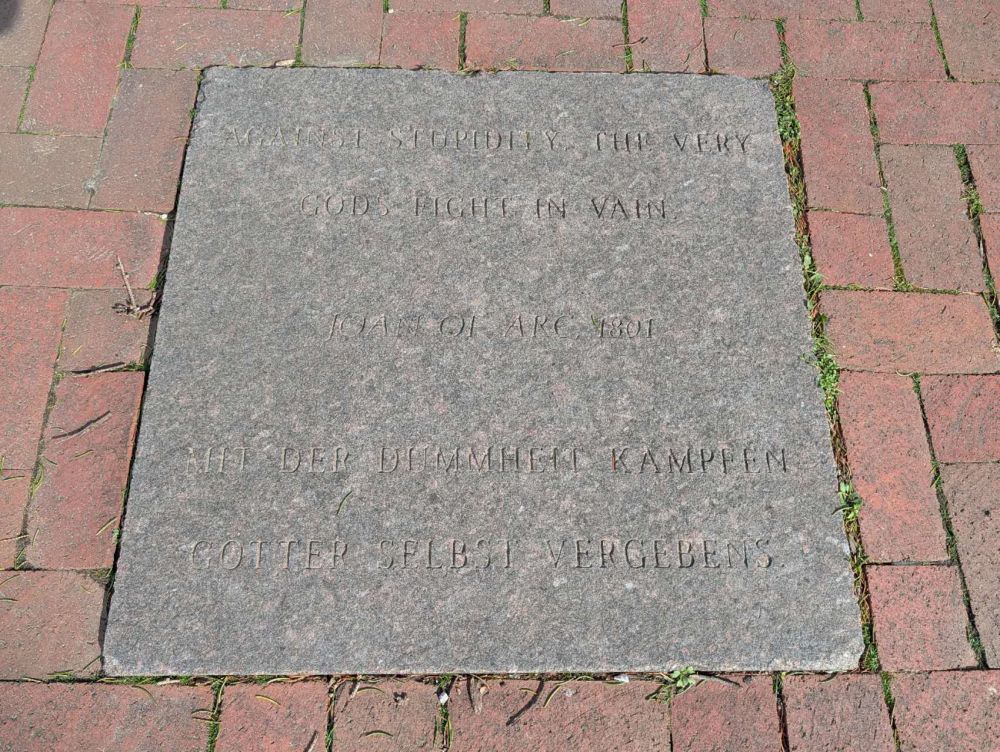 AGAINST STUPIDITY, THE VERY
GODS FIGHT IN VAIN.
JOAN OF ARC, 1801
MIT DER DUMMHEIT KAMPFEN
GOTTER SELBST VERGEBENS.